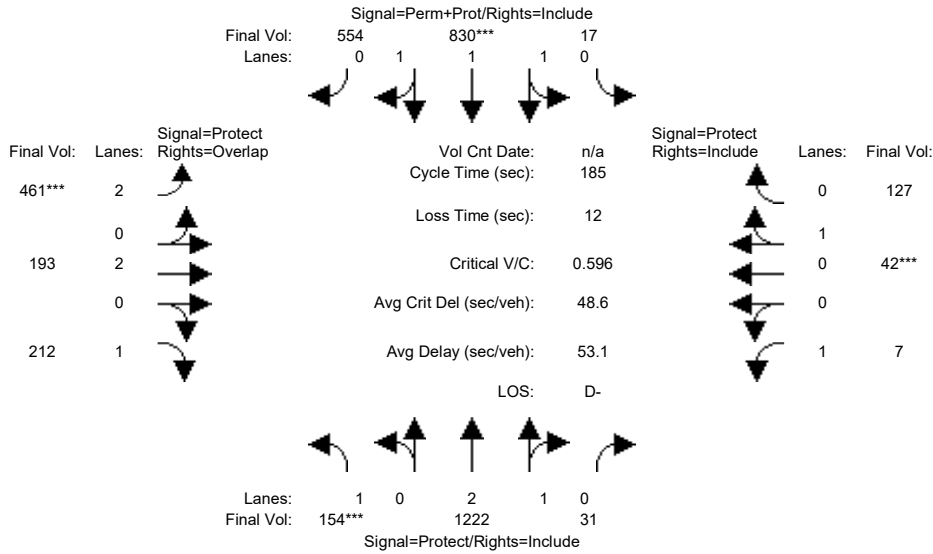 Signal=Perm+Prot/Rights=Include
Final Vol: 554 830*** 17
Lanes: 0 1 1 1 0
Signal=Protect
Final Vol: Lanes: Rights=Overlap
Vol Cnt Date: n/a
Signal=Protect
Rights=Include Lanes: Final Vol:
461*** 2
Cycle Time (sec): 185
0 127
0
Loss Time (sec): 12
1
193 2
Critical V/C: 0.596
0 42***
0
Avg Crit Del (sec/veh): 48.6
0
212 1
Avg Delay (sec/veh): 53.1
1 7
LOS: D-
Lanes: 1 0 2 1 0
Final Vol: 154*** 1222 31
Signal=Protect/Rights=Include